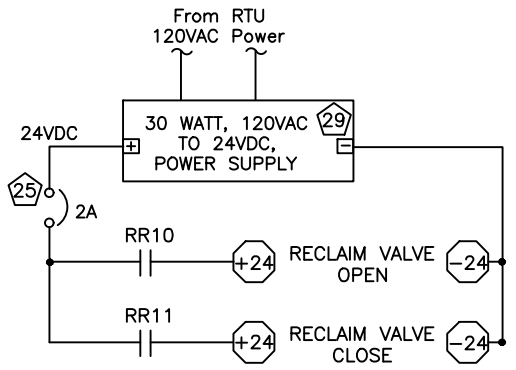 From RTU
120VAC Power
30 WATT, 120VAC
TO 24VDC,
POWER SUPPLY
29
+
−
24VDC
25
2A
RR10
+24
RECLAIM VALVE
OPEN
−24
RR11
+24
RECLAIM VALVE
CLOSE
−24